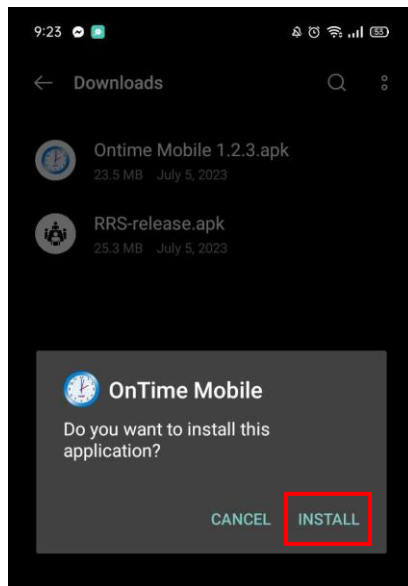 9:23
53
Downloads
Ontime Mobile 1.2.3.apk
23.5 MB July 5, 2023
RRS-release.apk
25.3 MB July 5, 2023
OnTime Mobile
Do you want to install this
application?
CANCEL INSTALL